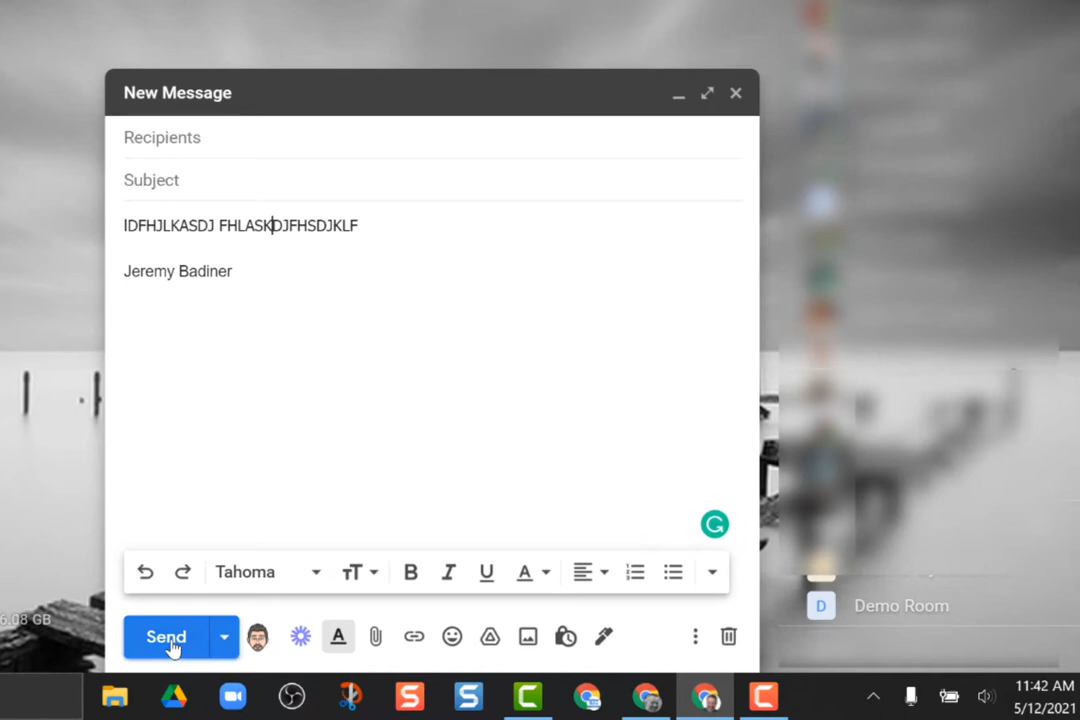 New Message
Recipients
Subject
IDFHJLKASDJ FHLASKDJFHSDJKLF
Jeremy Badiner
Tahoma
Send
6.08 GB
D Demo Room
11:42 AM
5/12/2021